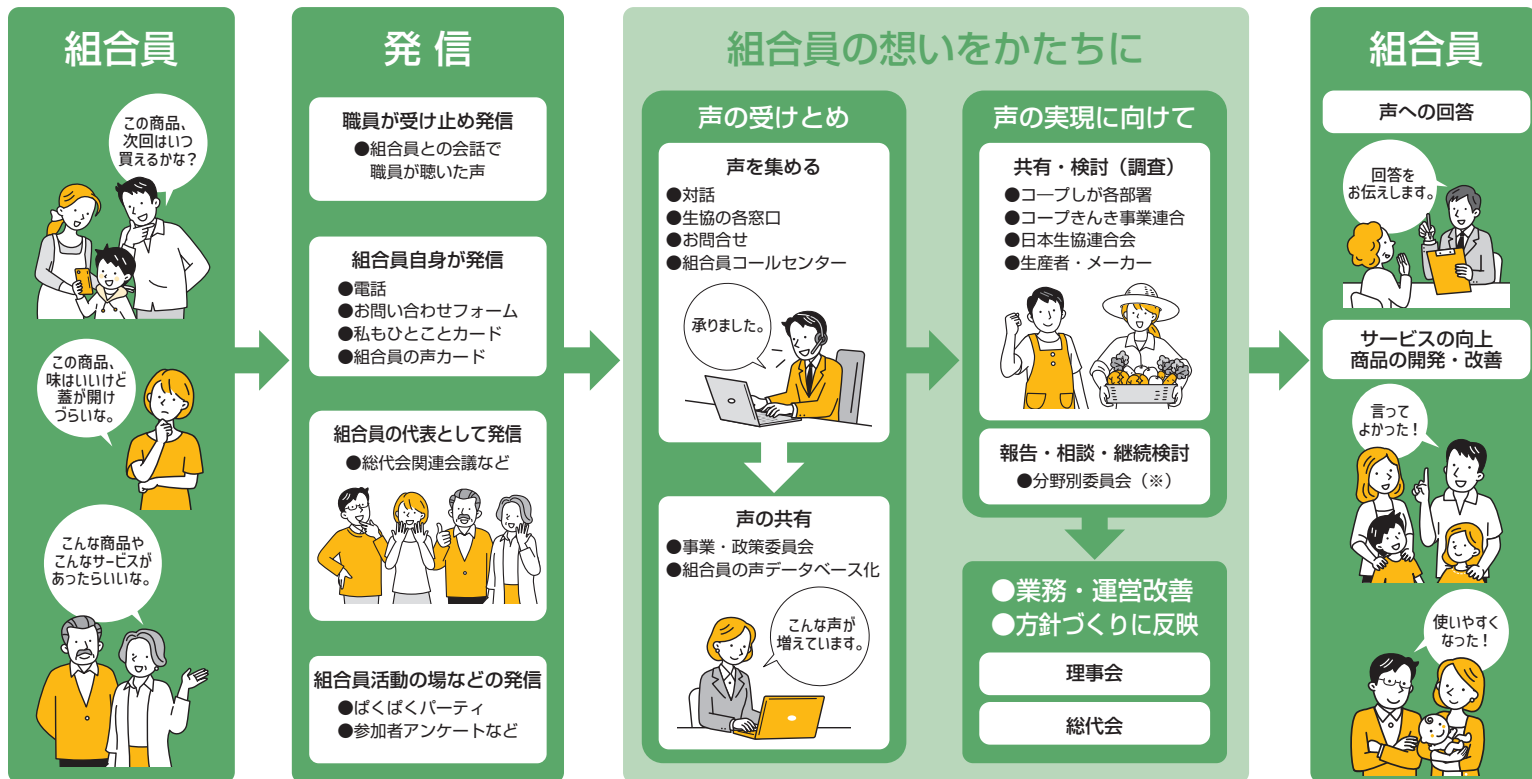 組合員
この商品、
次回はいつ
買えるかな？
この商品、
味はいいけど
蓋が開け
づらいな。
こんな商品や
こんなサービスが
あったらいいな。
発 信
職員が受け止め発信
●組合員との会話で
職員が聴いた声
組合員自身が発信
●電話
●お問い合わせフォーム
●私もひとことカード
●組合員の声カード
組合員の代表として発信
●総代会関連会議など
組合員活動の場などの発信
●ぱくぱくパーティ
●参加者アンケートなど
組合員の想いをかたちに
声の受けとめ
声を集める
●対話
●生協の各窓口
●お問合せ
●組合員コールセンター
承りました。
声の共有
●事業・政策委員会
●組合員の声データベース化
こんな声が
増えています。
声の実現に向けて
共有・検討（調査）
●コープしが各部署
●コープきんき事業連合
●日本生協連合会
●生産者・メーカー
報告・相談・継続検討
●分野別委員会（※）
●業務・運営改善
●方針づくりに反映
理事会
総代会
組合員
声への回答
回答を
お伝えします。
サービスの向上
商品の開発・改善
言って
よかった！
使いやすく
なった！